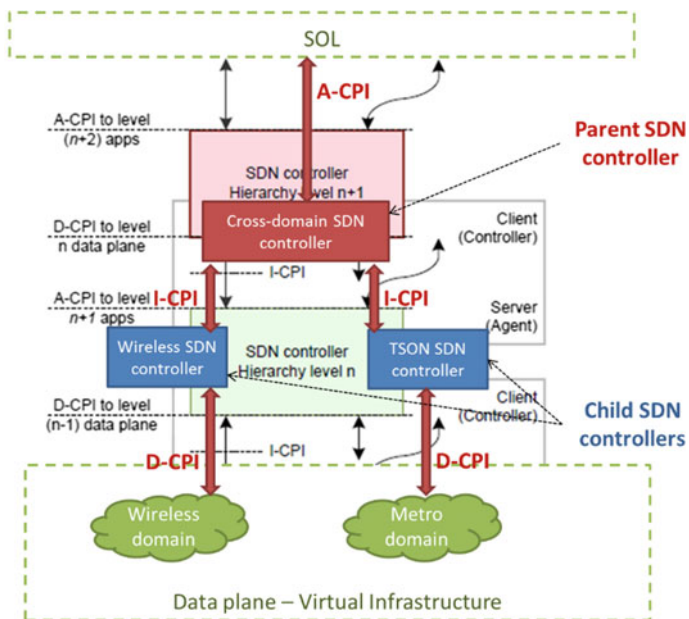 SOL
A-CPI
A-CPI to level
(n+2) apps
Parent SDN
controller
SDN controller
Hierarchy level n+1
Cross-domain SDN
controller
Client
(Controller)
D-CPI to level
n data plane
I-CPI
I-CPI
I-CPI
A-CPI to level
n+1 apps
Server
(Agent)
Wireless SDN
controller
SDN controller
Hierarchy level n
TSON SDN
controller
Client
(Controller)
Child SDN
controllers
D-CPI to level
(n-1) data plane
I-CPI
D-CPI
D-CPI
Wireless
domain
Metro
domain
Data plane – Virtual Infrastructure